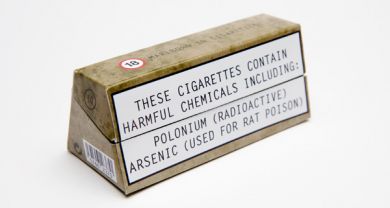 18
THESE CIGARETTES CONTAIN
HARMFUL CHEMICALS INCLUDING:
POLONIUM (RADIOACTIVE)
ARSENIC (USED FOR RAT POISON)